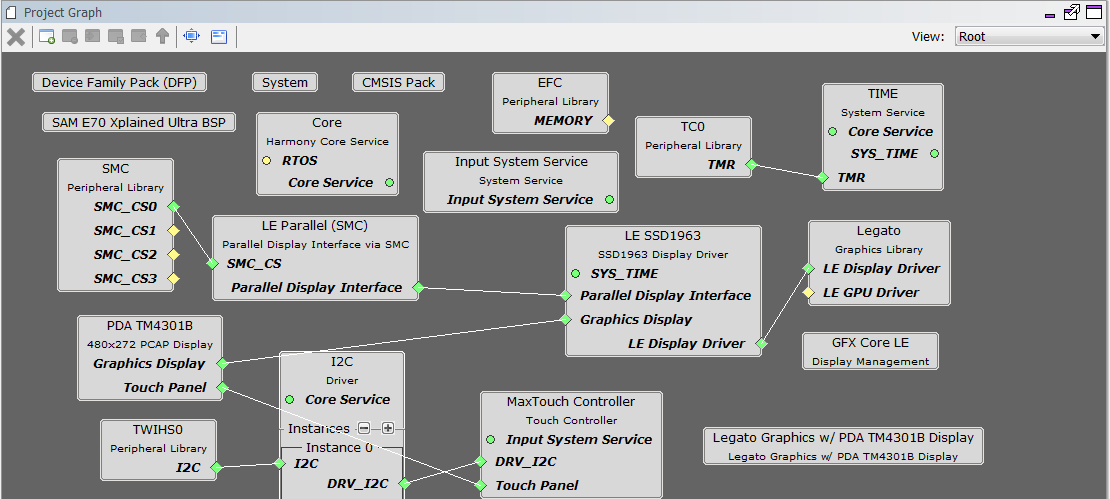 Project Graph
View: Root
Device Family Pack (DFP)
System
CMSIS Pack
SAM E70 Xplained Ultra BSP
Core
Harmony Core Service
RTOS
Core Service
EFC
Peripheral Library
MEMORY
TC0
Peripheral Library
TMR
TIME
System Service
Core Service
SYS_TIME
TMR
Input System Service
System Service
Input System Service
SMC
Peripheral Library
SMC_CS0
SMC_CS1
SMC_CS2
SMC_CS3
LE Parallel (SMC)
Parallel Display Interface via SMC
SMC_CS
Parallel Display Interface
LE SSD1963
SSD1963 Display Driver
SYS_TIME
Parallel Display Interface
Graphics Display
LE Display Driver
Legato
Graphics Library
LE Display Driver
LE GPU Driver
PDA TM4301B
480x272 PCAP Display
Graphics Display
Touch Panel
GFX Core LE
Display Management
I2C
Driver
Core Service
Instances
Instance 0
I2C
DRV_I2C
TWIHS0
Peripheral Library
I2C
MaxTouch Controller
Touch Controller
Input System Service
DRV_I2C
Touch Panel
Legato Graphics w/ PDA TM4301B Display
Legato Graphics w/ PDA TM4301B Display